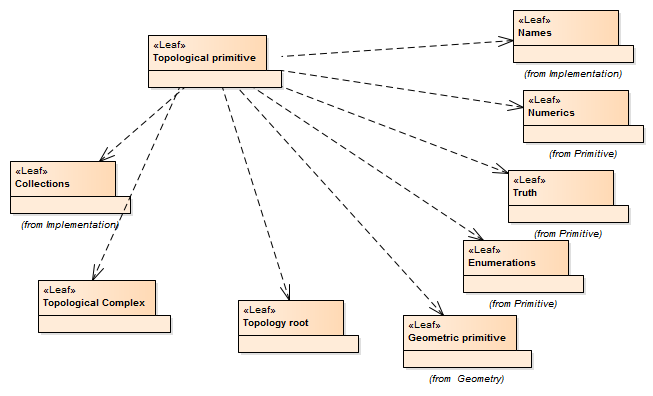 «Leaf»
Names
(from Implementation)
«Leaf»
Topological primitive
«Leaf»
Numerics
(from Primitive)
«Leaf»
Collections
(from Implementation)
«Leaf»
Truth
(from Primitive)
«Leaf»
Enumerations
(from Primitive)
«Leaf»
Topological Complex
«Leaf»
Topology root
«Leaf»
Geometric primitive
(from Geometry)